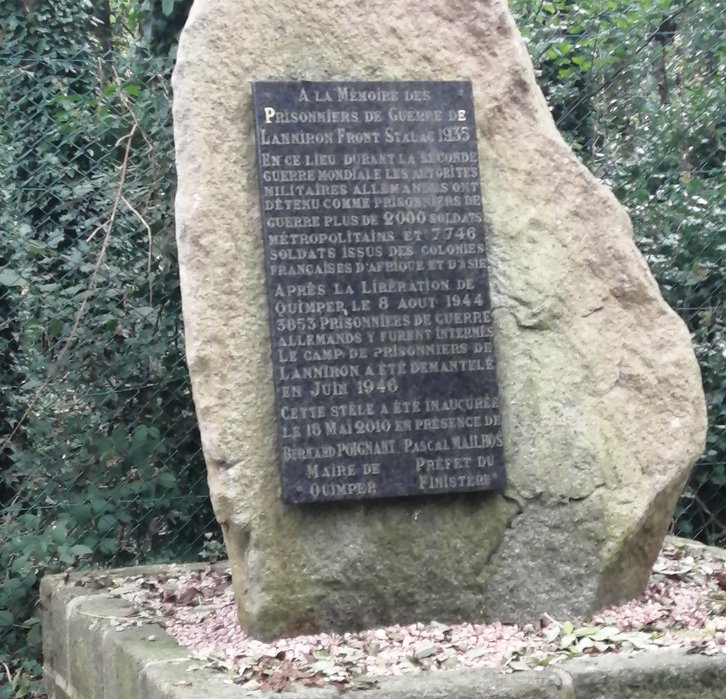 A LA MÉMOIRE DES
PRISONNIERS DE GUERRE DE
LANNIRON FRONT STALAG 1935
EN CE LIEU DURANT LA SECONDE
GUERRE MONDIALE LES AUTORITÉS
MILITAIRES ALLEMANDES ONT
DÉTENU COMME PRISONNIERS DE
GUERRE PLUS DE 2000 SOLDATS
MÉTROPOLITAINS ET 7746
SOLDATS ISSUS DES COLONIES
FRANÇAISES D'AFRIQUE ET D'ASIE
APRÈS LA LIBÉRATION DE
QUIMPER LE 8 AOUT 1944
3853 PRISONNIERS DE GUERRE
ALLEMANDS Y FURENT INTERNÉS
LE CAMP DE PRISONNIERS DE
LANNIRON A ÉTÉ DEMANTELÉ
EN JUIN 1946
CETTE STÈLE A ÉTÉ INAUGURÉE
LE 18 MAI 2010 EN PRÉSENCE DE
BERNARD POIGNANT PASCAL MAILHOS
MAIRE DE PRÉFET DU
QUIMPER FINISTÈRE